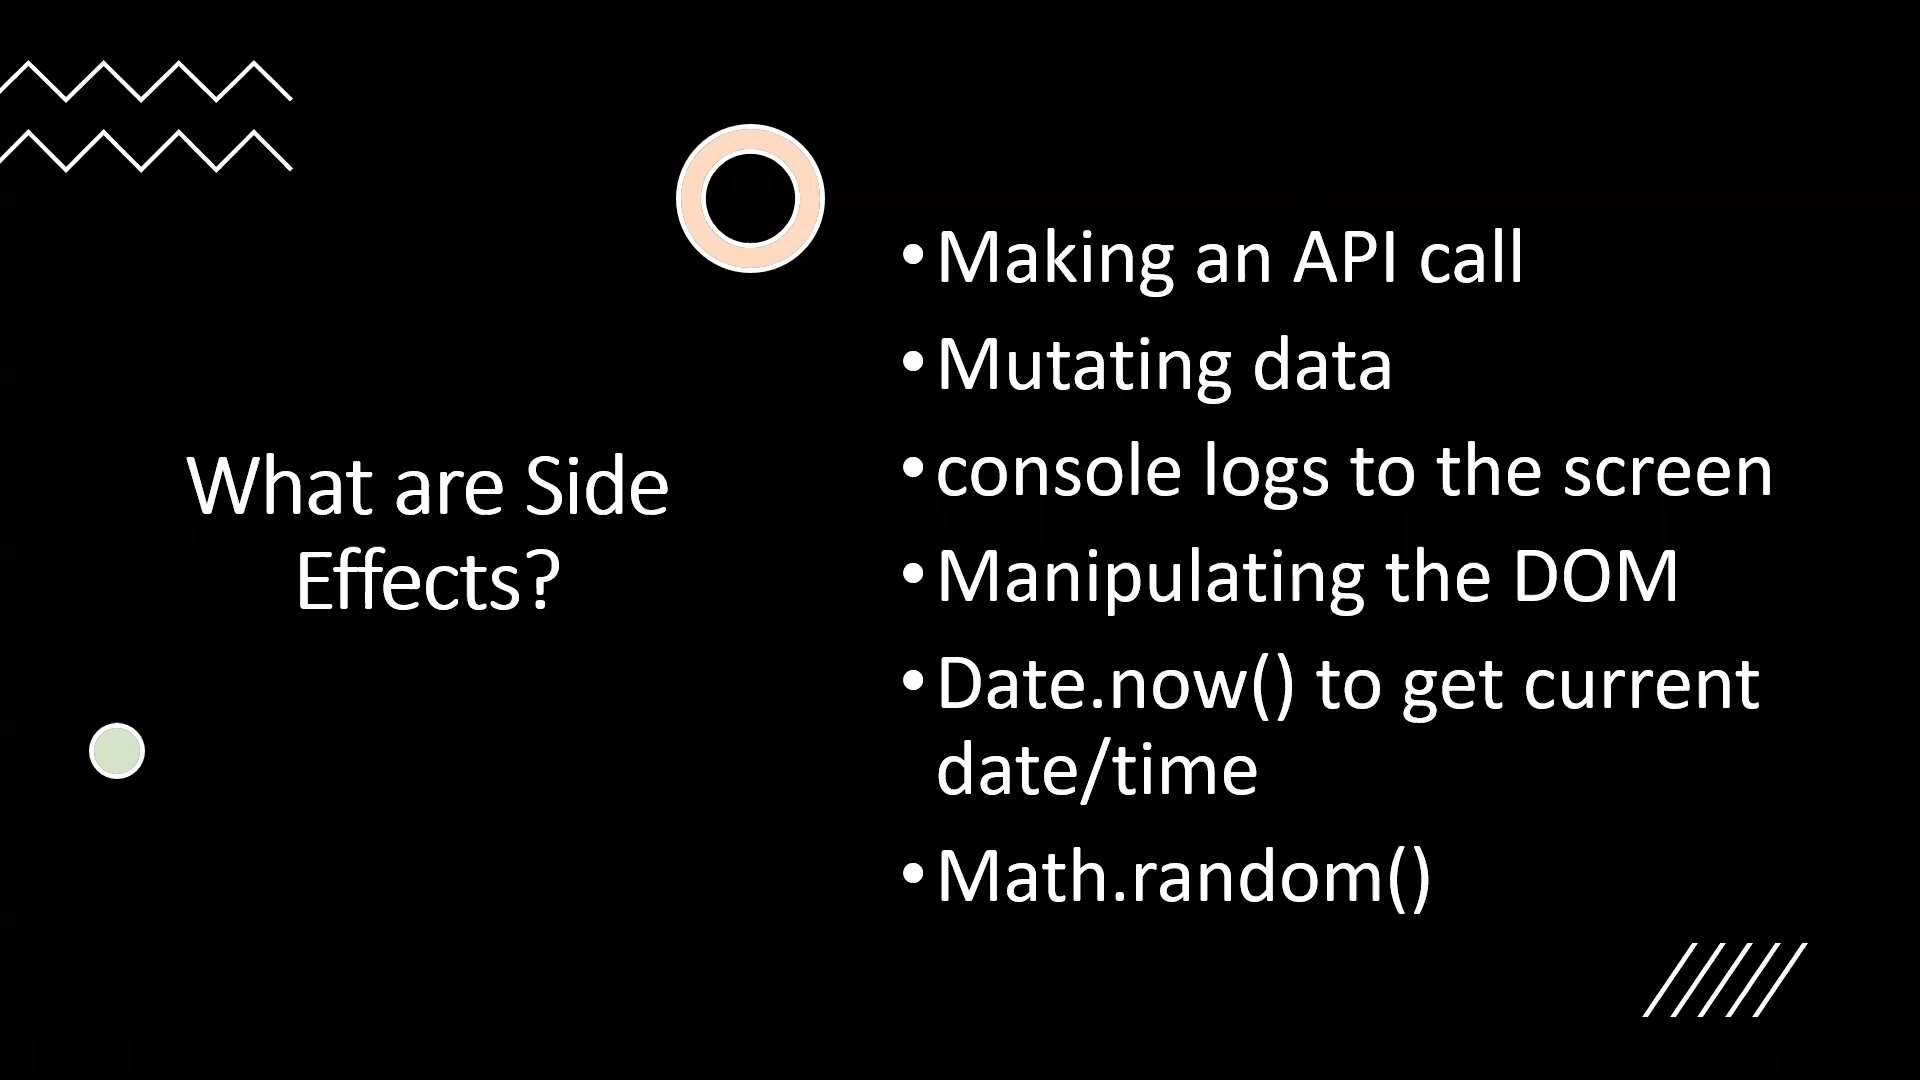 What are Side
Effects?
• Making an API call
• Mutating data
• console logs to the screen
• Manipulating the DOM
• Date.now() to get current
date/time
• Math.random()